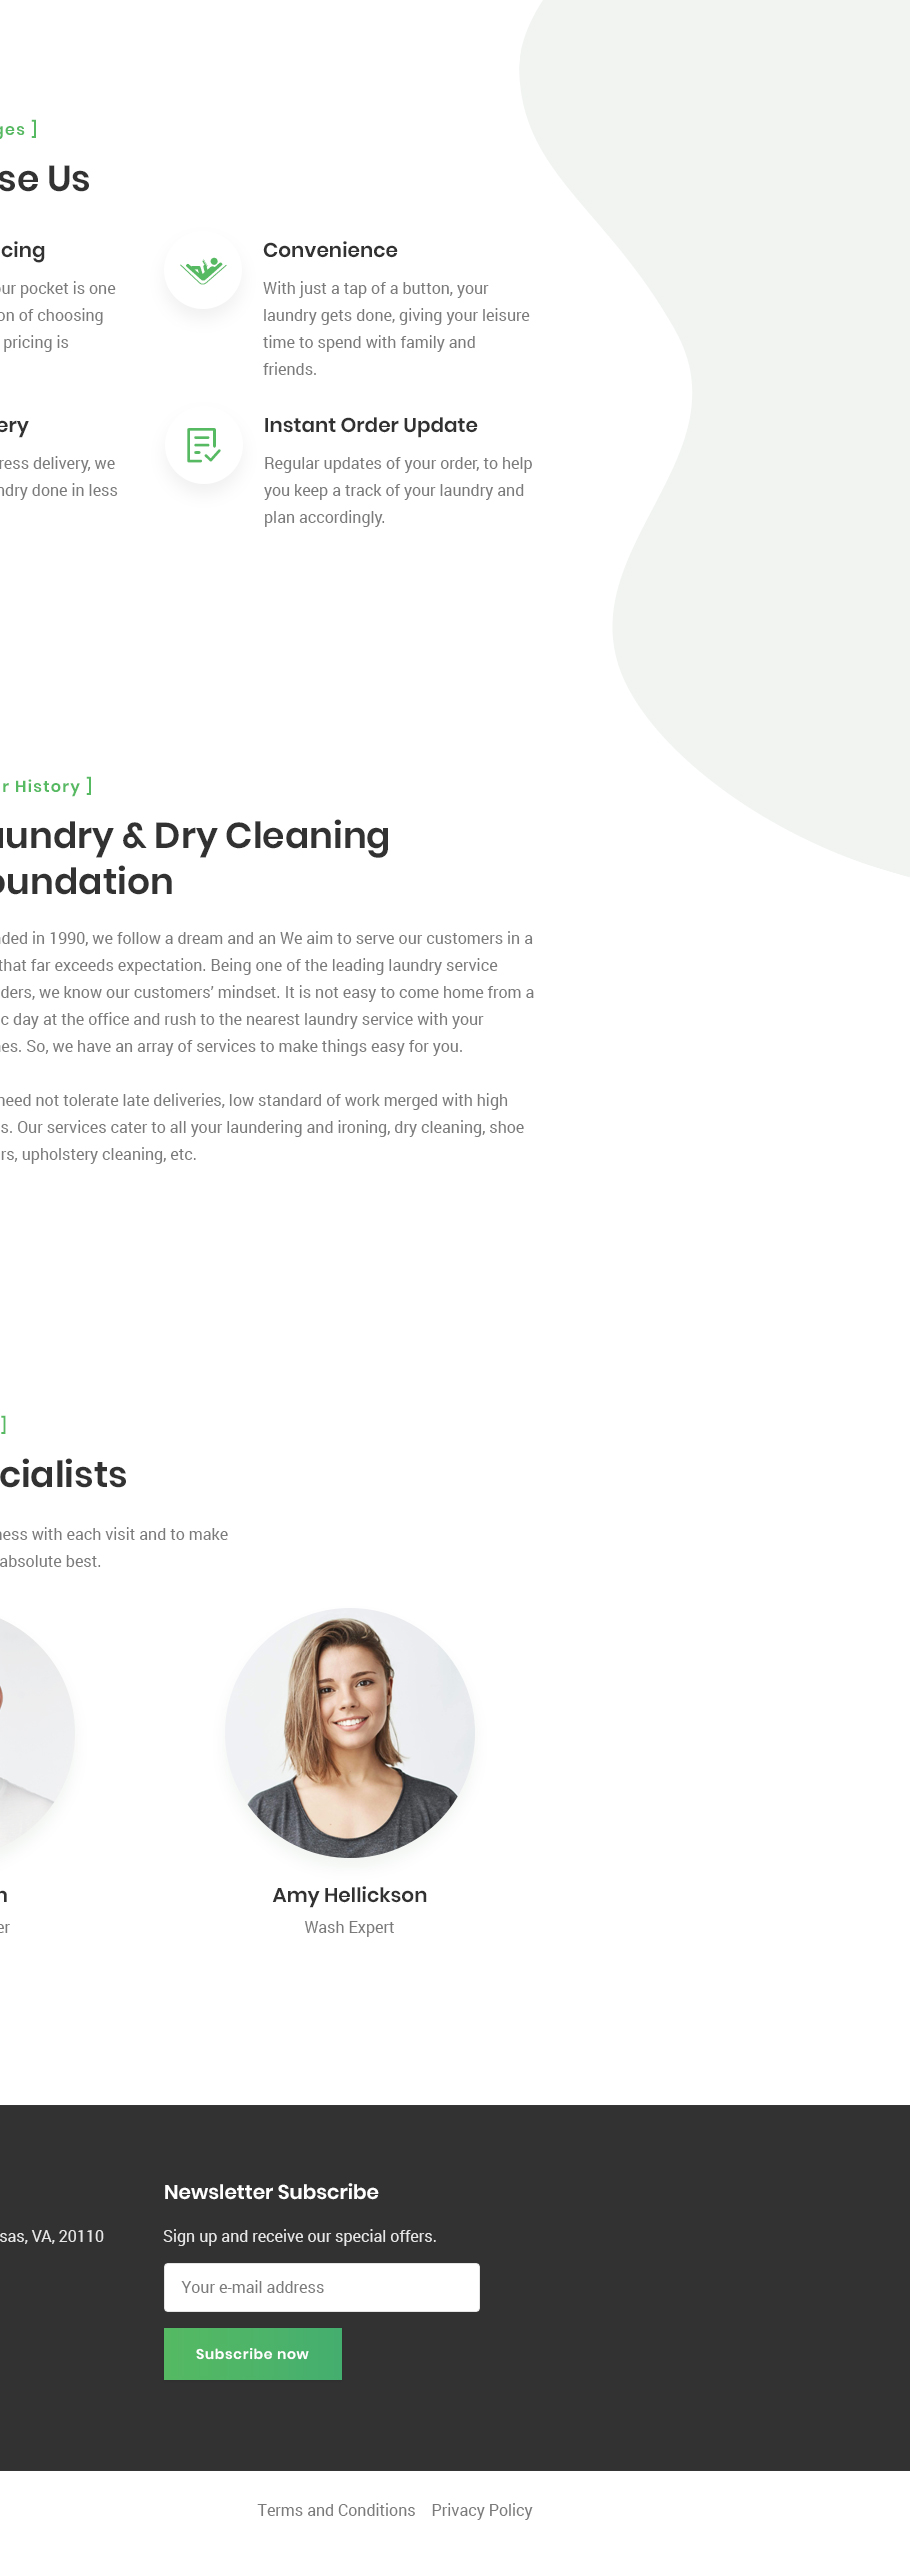 ges ]
se Us
cing
our pocket is one
on of choosing
pricing is
Convenience
With just a tap of a button, your
laundry gets done, giving your leisure
time to spend with family and
friends.
ery
ress delivery, we
ndry done in less
Instant Order Update
Regular updates of your order, to help
you keep a track of your laundry and
plan accordingly.
r History ]
aundry & Dry Cleaning
oundation
ded in 1990, we follow a dream and an We aim to serve our customers in a
that far exceeds expectation. Being one of the leading laundry service
ders, we know our customers’ mindset. It is not easy to come home from a
c day at the office and rush to the nearest laundry service with your
es. So, we have an array of services to make things easy for you.
need not tolerate late deliveries, low standard of work merged with high
s. Our services cater to all your laundering and ironing, dry cleaning, shoe
rs, upholstery cleaning, etc.
]
cialists
ness with each visit and to make
absolute best.
n
er
Amy Hellickson
Wash Expert
sas, VA, 20110
Newsletter Subscribe
Sign up and receive our special offers.
Your e-mail address
Subscribe now
Terms and Conditions Privacy Policy